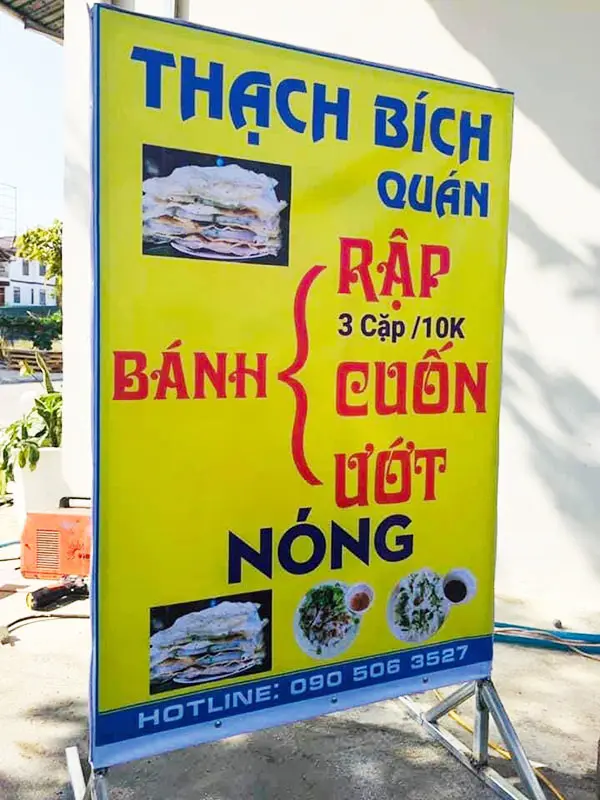 THẠCH BÍCH
QUÁN
RẬP
3 Cặp /10K
BÁNH
CUỐN
ƯỚT
NÓNG
HOTLINE: 090 506 3527